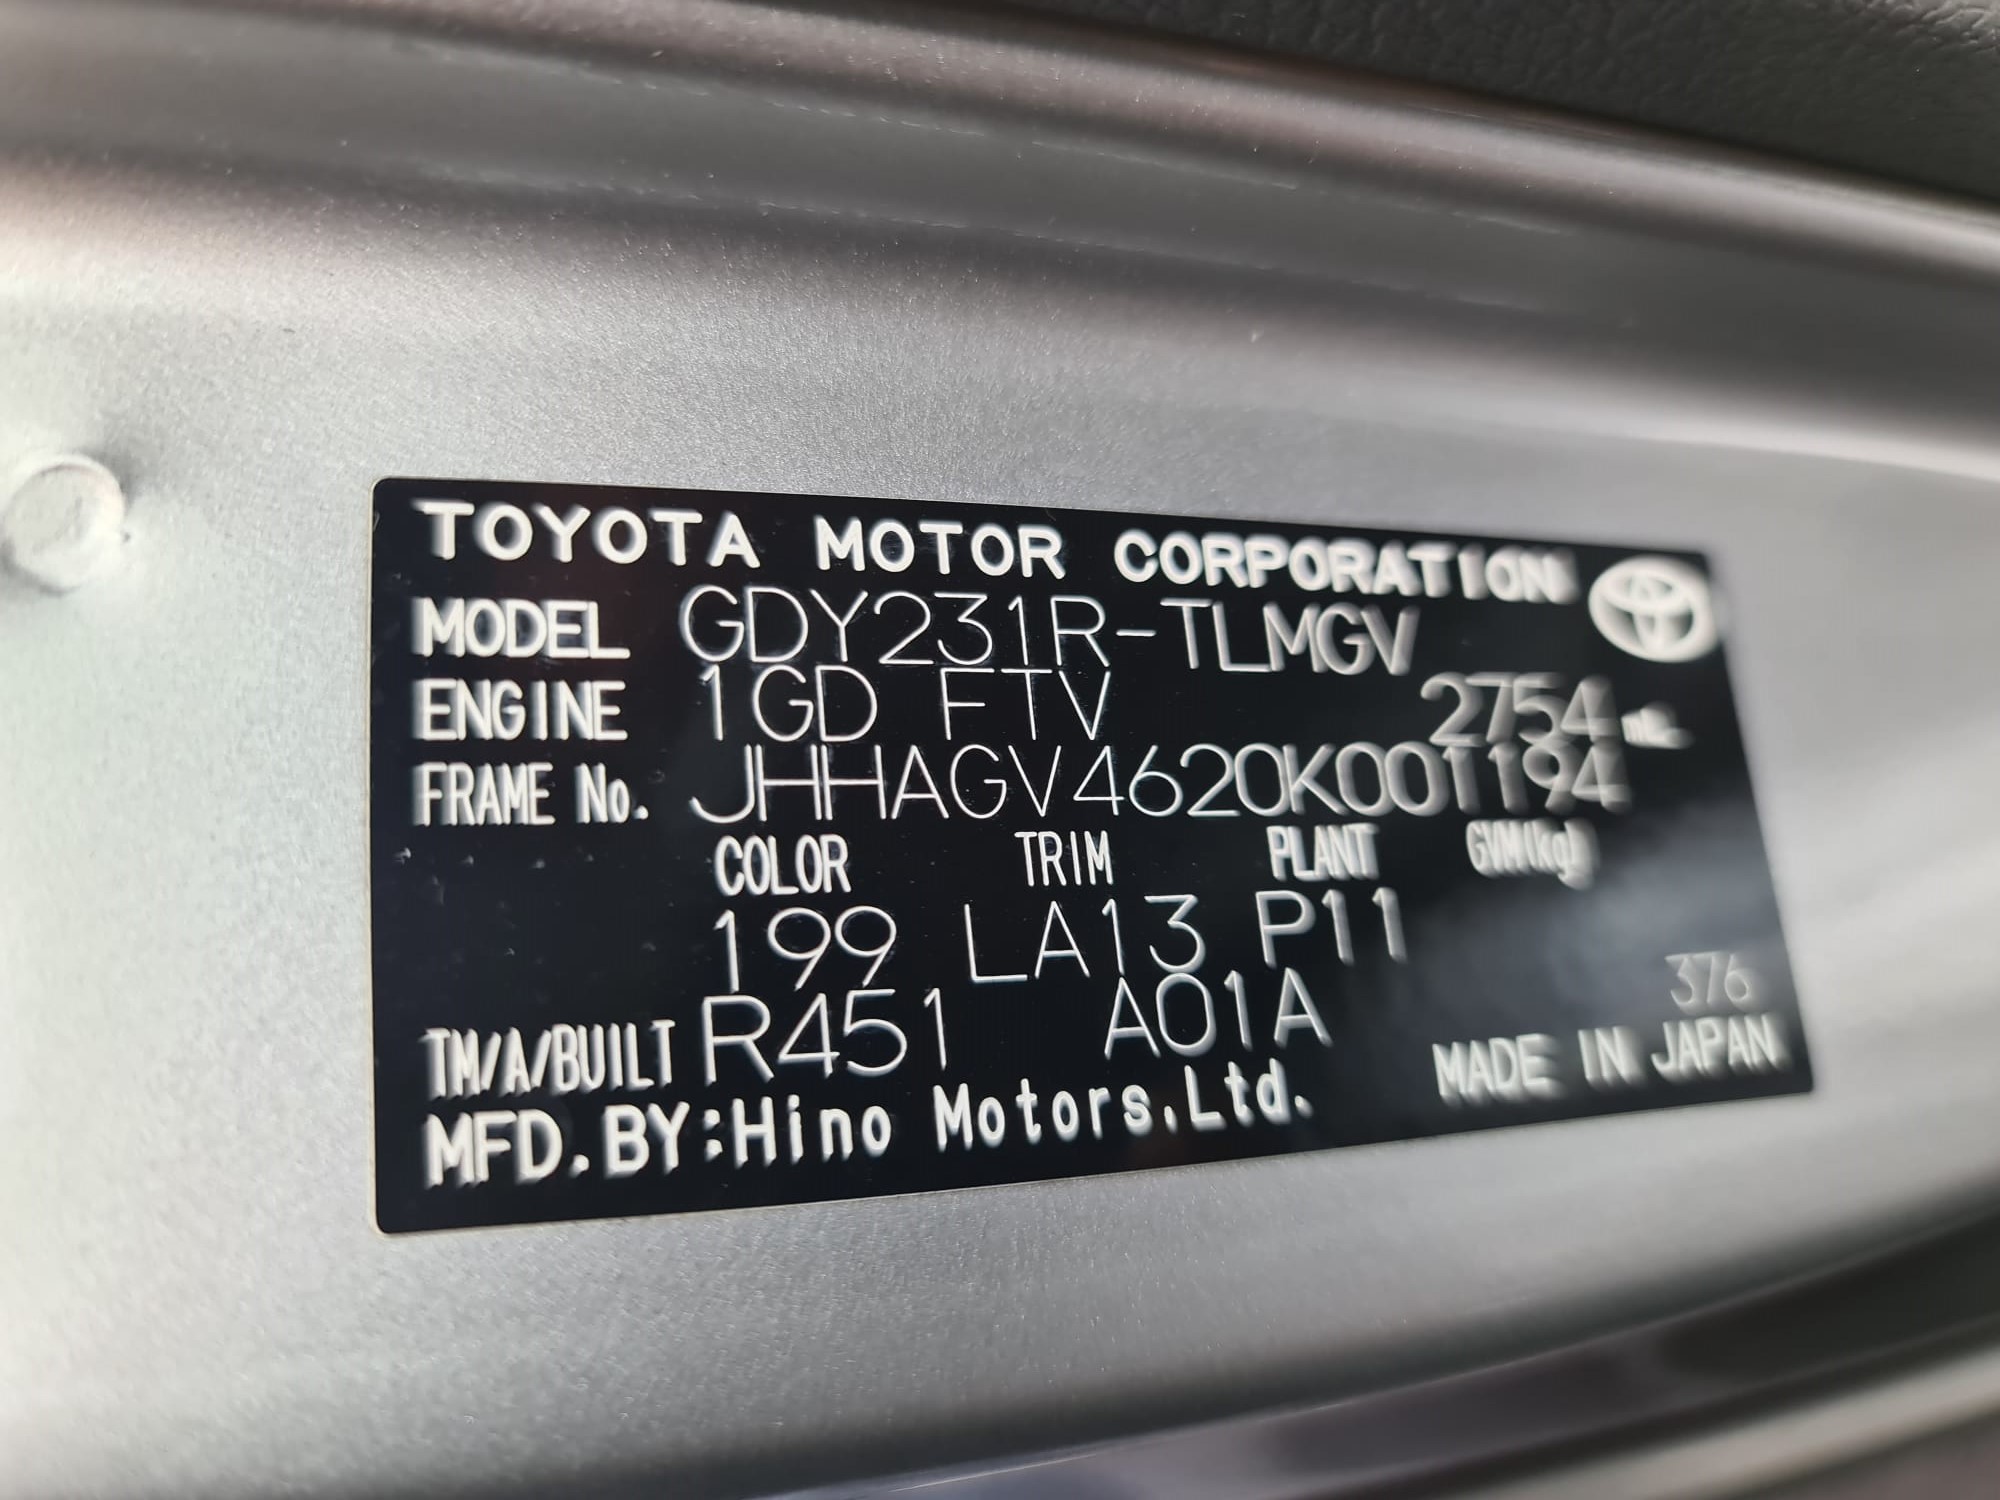 TOYOTA MOTOR CORPORATION
MODEL GDY231R-TLMGV
ENGINE 1GD FTV 2754 mL
FRAME No. JHHAGV4620K001194
COLOR TRIM PLANT GVM(kg)
199 LA13 P11
376
TM/A/BUILT R451 A01A
MFD.BY:Hino Motors,Ltd. MADE IN JAPAN